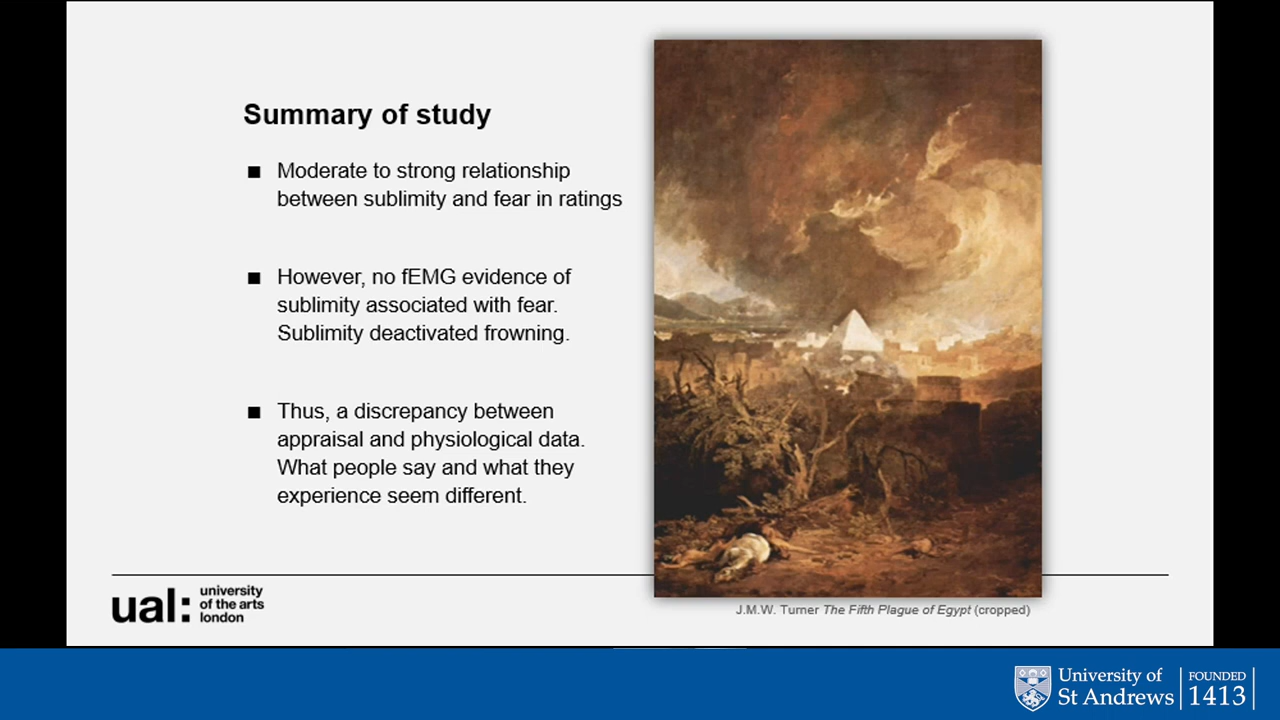 Summary of study
■ Moderate to strong relationship
between sublimity and fear in ratings
■ However, no fEMG evidence of
sublimity associated with fear.
Sublimity deactivated frowning.
■ Thus, a discrepancy between
appraisal and physiological data.
What people say and what they
experience seem different.
ual:
university
of the arts
london
J.M.W. Turner The Fifth Plague of Egypt (cropped)
University of
St Andrews
FOUNDED
1413